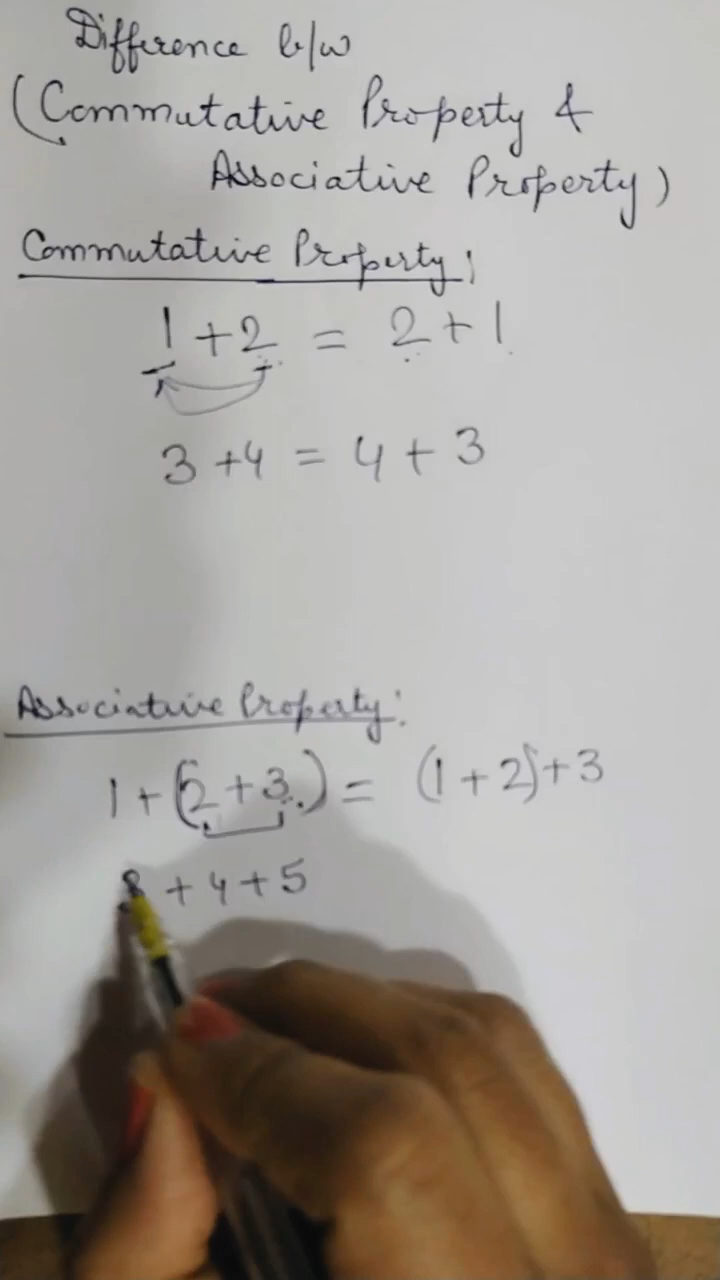 Difference b/w
(Commutative Property &
Associative Property)
Commutative Property:
1 + 2 = 2 + 1
3 + 4 = 4 + 3
Associative Property:
1 + (2 + 3) = (1 + 2) + 3
+ 4 + 5